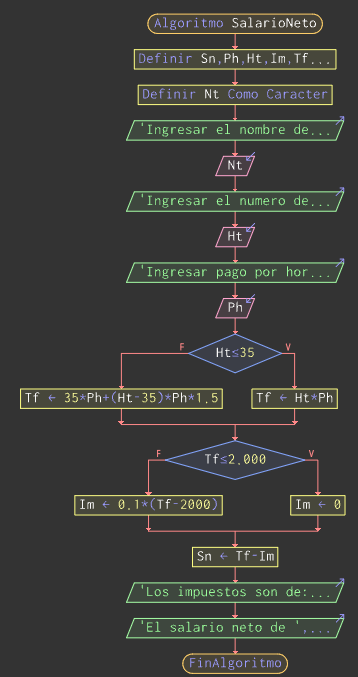 Algoritmo SalarioNeto
Definir Sn,Ph,Ht,Im,Tf...
Definir Nt Como Caracter
'Ingresar el nombre de...
Nt
'Ingresar el numero de...
Ht
'Ingresar pago por hor...
Ph
Ht≤35
F
V
Tf ← 35*Ph+(Ht-35)*Ph*1.5
Tf ← Ht*Ph
Tf≤2.000
F
V
Im ← 0.1*(Tf-2000)
Im ← 0
Sn ← Tf-Im
'Los impuestos son de:...
'El salario neto de ',...
FinAlgoritmo